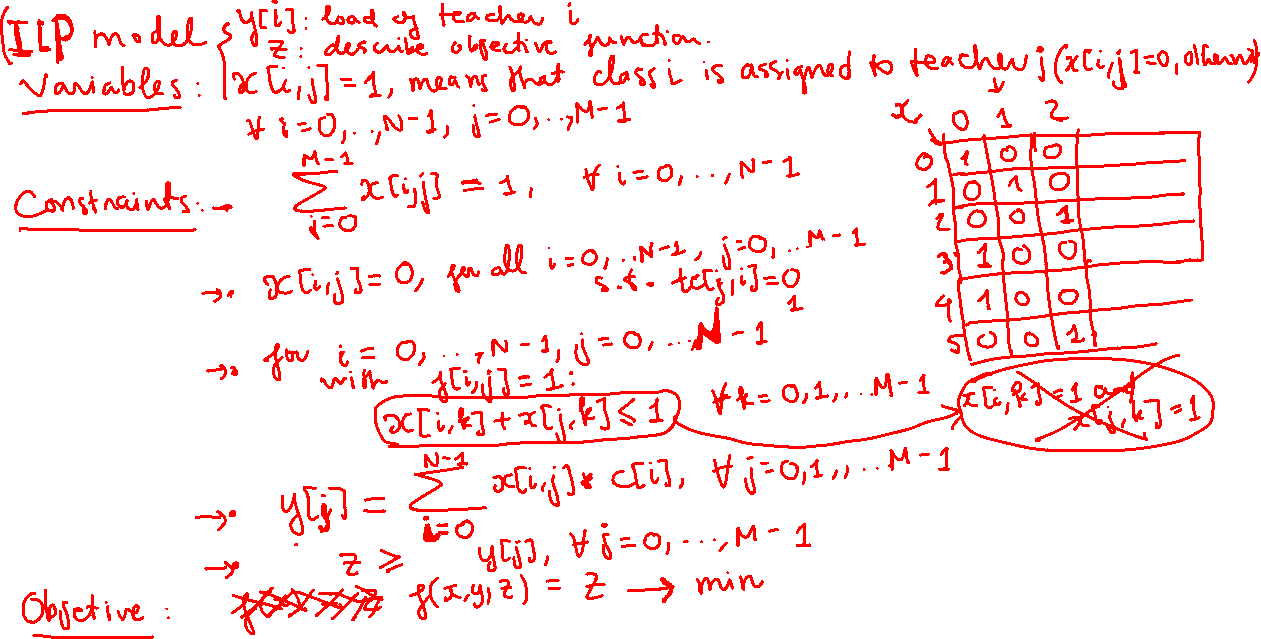 (ILP model { y[i]: load of teacher i
z: describe objective function.
Variables: x[i,j] = 1, means that class i is assigned to teacher j (x[i,j]=0, otherwise)
∀ i=0,..,N-1, j=0,..,M-1
Constraints: → ∑_{j=0}^{M-1} x[i,j] = 1, ∀ i=0,..,N-1
→ x[i,j]=0, for all i=0,..N-1, j=0,..M-1
s.t. tc[j,i]=0
1
→ for i = 0,..,N-1, j=0,..,N-1
with f[i,j]=1:
x[i,k]+x[j,k] ≤ 1 ∀k=0,1,..M-1
x[i,k]=1 and
x[j,k]=1
→ y[j] = ∑_{i=0}^{N-1} x[i,j] * c[i], ∀ j=0,1,,..M-1
→ z ≥ y[j], ∀ j=0,..,M-1
Objective: f(x,y,z) = z → min
x 0 1 2
0 1 0 0
1 0 1 0
2 0 0 1
3 1 0 0
4 1 0 0
5 0 0 1